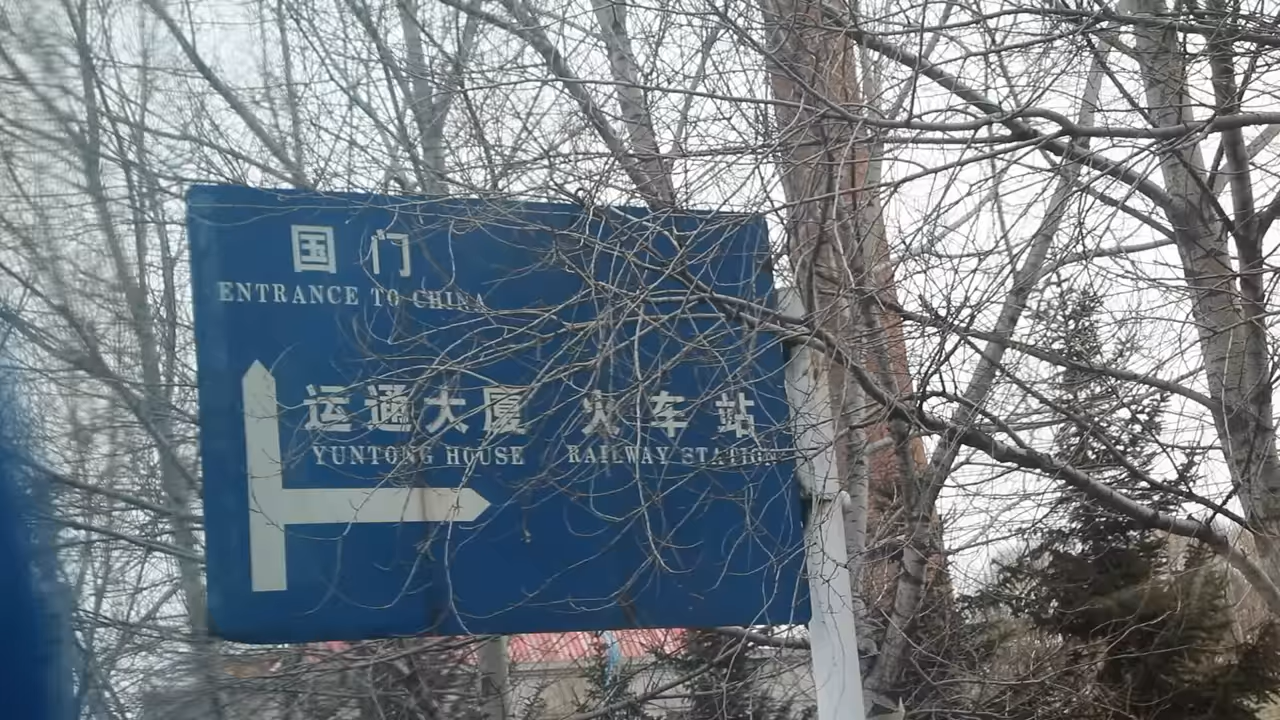 国门
ENTRANCE TO CHINA
运通大厦 火车站
YUNTONG HOUSE RAILWAY STATION